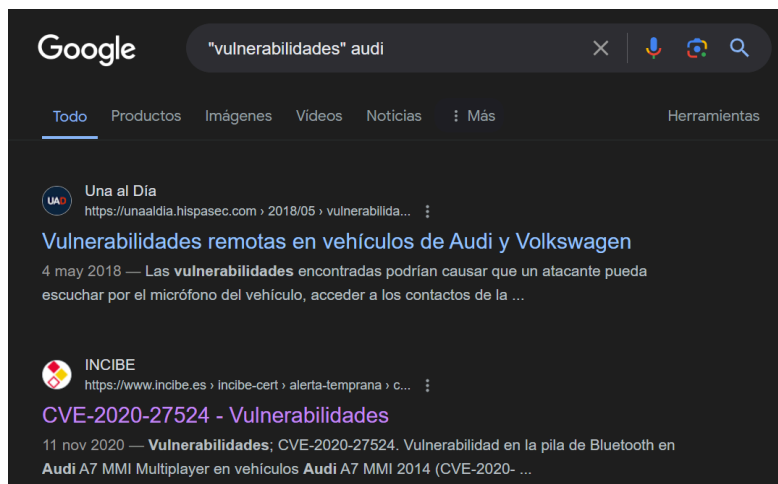 Google
"vulnerabilidades" audi
Todo Productos Imágenes Vídeos Noticias Más Herramientas
UAD
Una al Día
https://unaaldia.hispasec.com › 2018/05 › vulnerabilida...
Vulnerabilidades remotas en vehículos de Audi y Volkswagen
4 may 2018 — Las vulnerabilidades encontradas podrían causar que un atacante pueda
escuchar por el micrófono del vehículo, acceder a los contactos de la ...
INCIBE
https://www.incibe.es › incibe-cert › alerta-temprana › c...
CVE-2020-27524 - Vulnerabilidades
11 nov 2020 — Vulnerabilidades; CVE-2020-27524. Vulnerabilidad en la pila de Bluetooth en
Audi A7 MMI Multiplayer en vehículos Audi A7 MMI 2014 (CVE-2020- ...